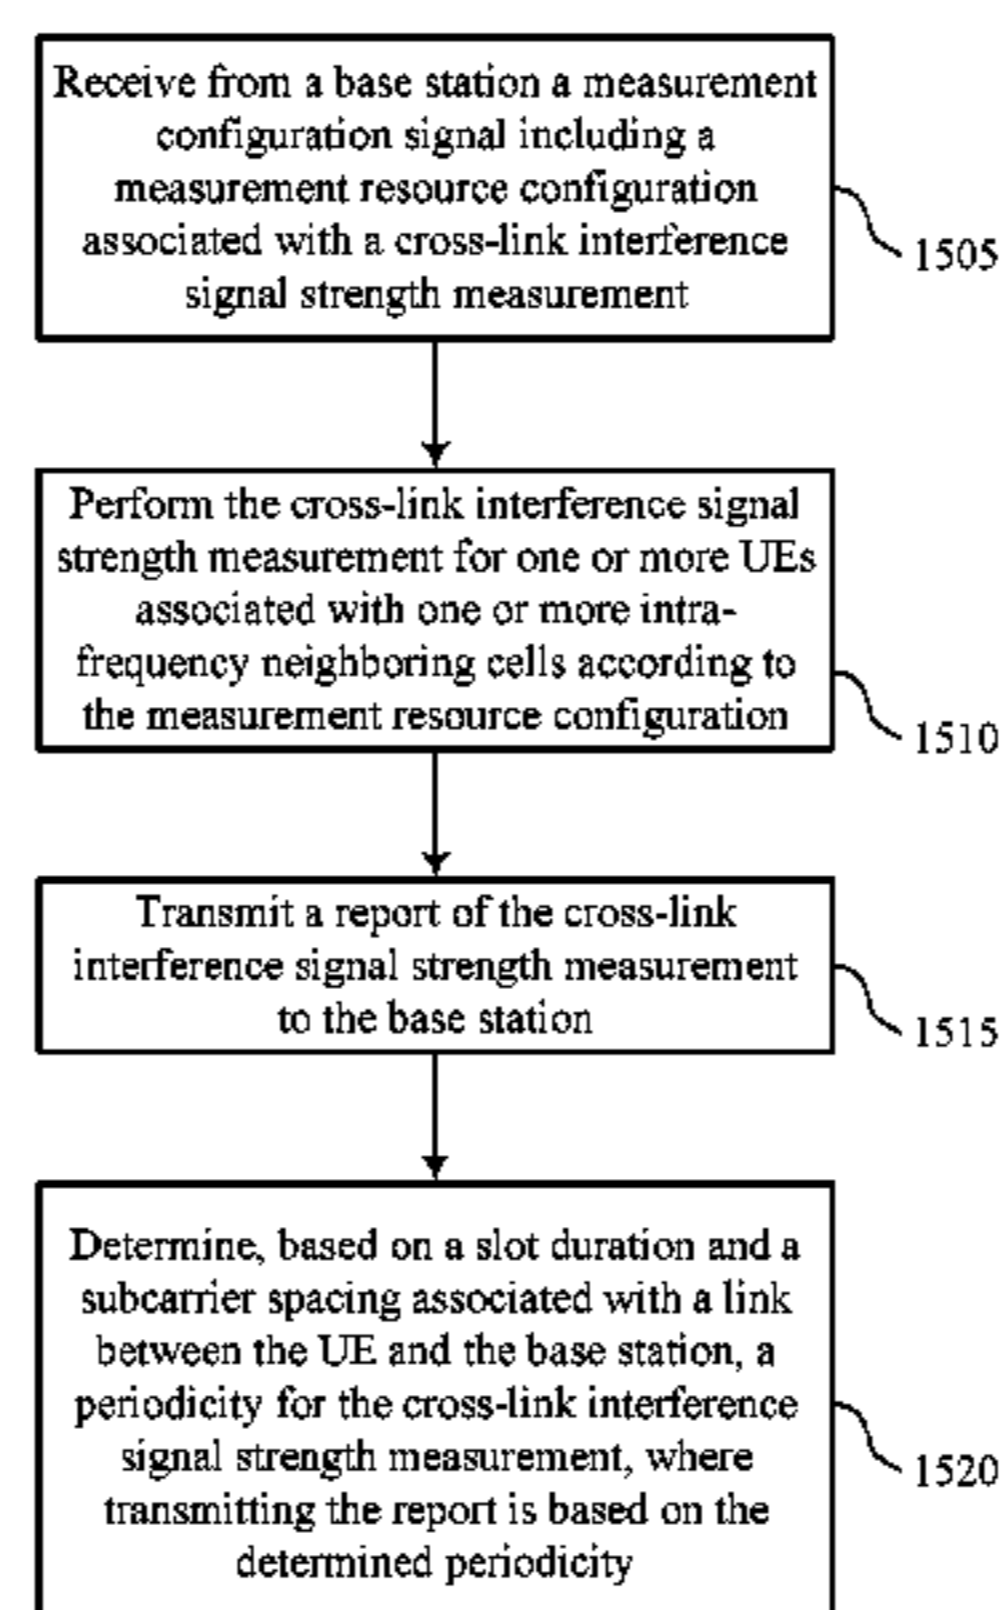 Receive from a base station a measurement
configuration signal including a
measurement resource configuration
associated with a cross-link interference
signal strength measurement
1505
Perform the cross-link interference signal
strength measurement for one or more UEs
associated with one or more intra-
frequency neighboring cells according to
the measurement resource configuration
1510
Transmit a report of the cross-link
interference signal strength measurement
to the base station
1515
Determine, based on a slot duration and a
subcarrier spacing associated with a link
between the UE and the base station, a
periodicity for the cross-link interference
signal strength measurement, where
transmitting the report is based on the
determined periodicity
1520